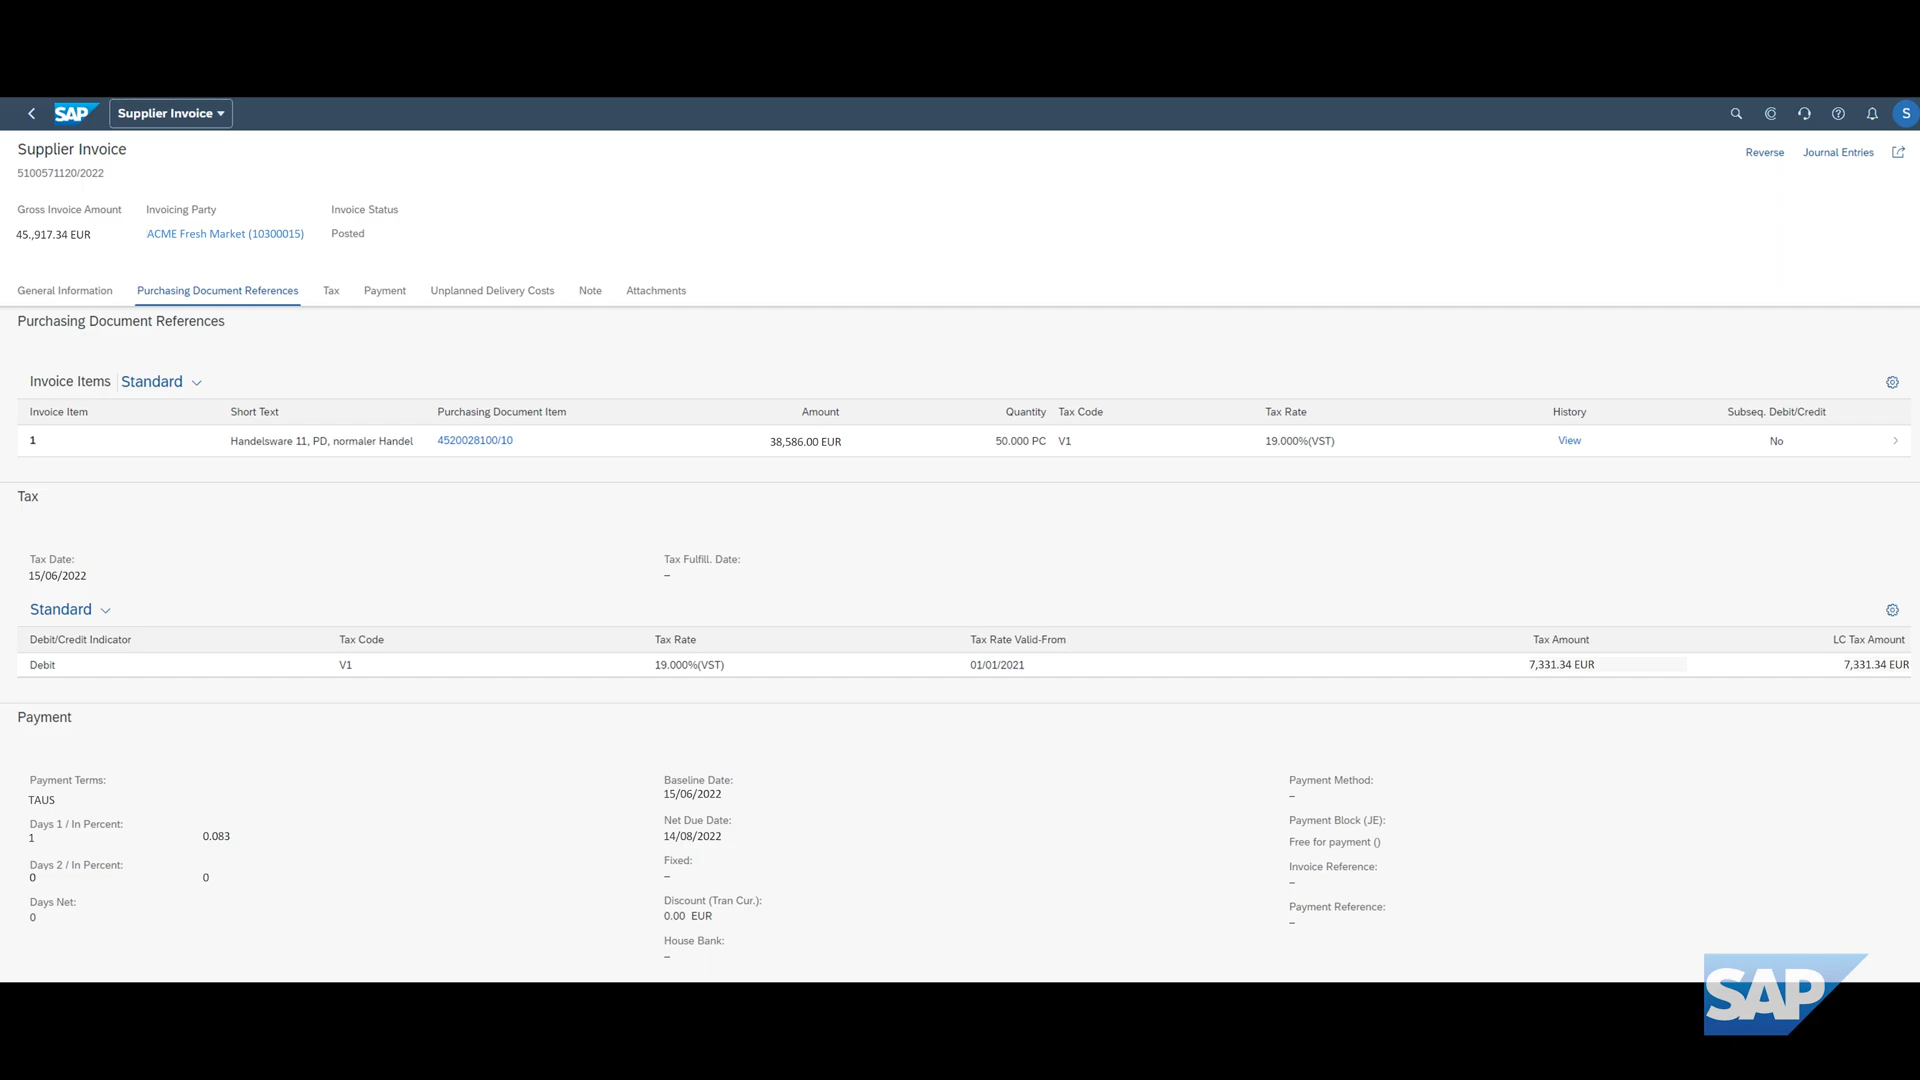 SAP Supplier Invoice S
Supplier Invoice Reverse Journal Entries
5100571120/2022
Gross Invoice Amount Invoicing Party Invoice Status
45.,917.34 EUR ACME Fresh Market (10300015) Posted
General Information Purchasing Document References Tax Payment Unplanned Delivery Costs Note Attachments
Purchasing Document References
Invoice Items Standard
Invoice Item Short Text Purchasing Document Item Amount Quantity Tax Code Tax Rate History Subseq. Debit/Credit
1 Handelsware 11, PD, normaler Handel 4520028100/10 38,586.00 EUR 50.000 PC V1 19.000%(VST) View No
Tax
Tax Date: Tax Fulfill. Date:
15/06/2022 –
Standard
Debit/Credit Indicator Tax Code Tax Rate Tax Rate Valid-From Tax Amount LC Tax Amount
Debit V1 19.000%(VST) 01/01/2021 7,331.34 EUR 7,331.34 EUR
Payment
Payment Terms: Baseline Date: Payment Method:
TAUS 15/06/2022 –
Days 1 / In Percent: Net Due Date: Payment Block (JE):
1 0.083 14/08/2022 Free for payment ()
Days 2 / In Percent: Fixed: Invoice Reference:
0 0 – –
Days Net: Discount (Tran Cur.): Payment Reference:
0 0.00 EUR –
House Bank:
–
SAP